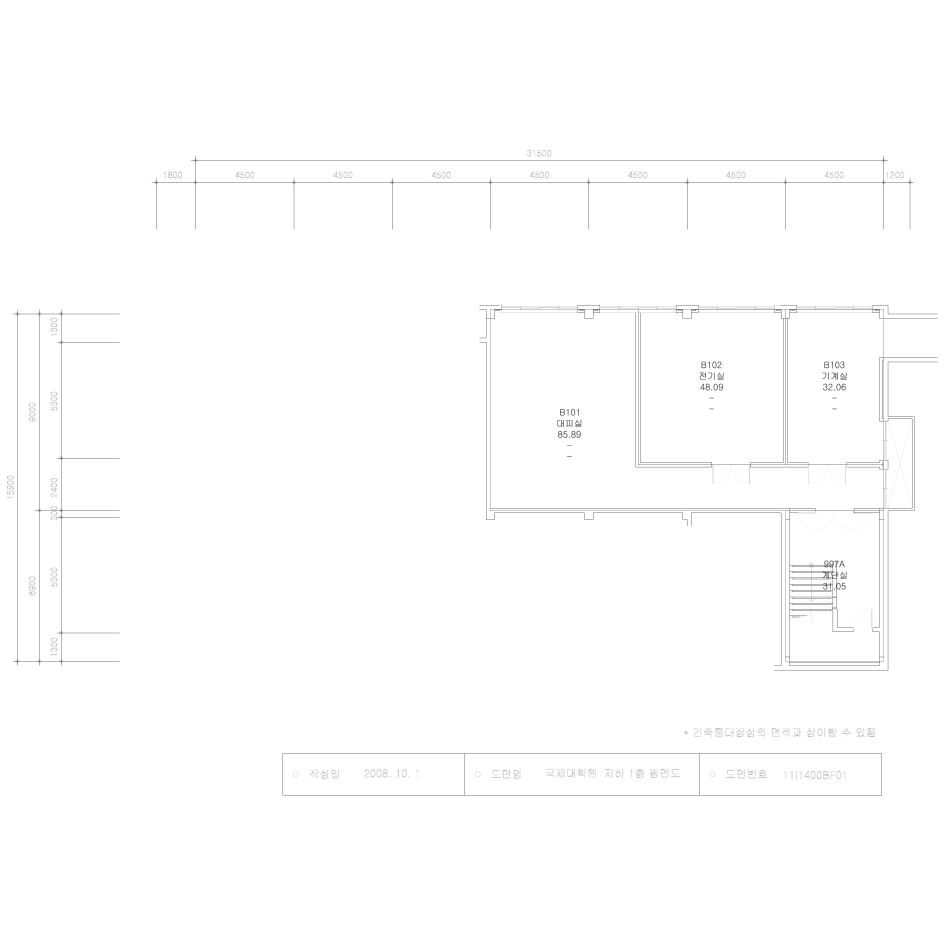 31500
1800 4500 4500 4500 4500 4500 4500 4500 1200
1300
5300
9000
2400
15900
300
5300
6900
1300
B101
대피실
85.89
–
–
B102
전기실
48.09
–
–
B103
기계실
32.06
–
–
997A
계단실
31.05
* 건축물대장상의 면적과 상이할 수 있음
○ 작성일 2008. 10. 1 ○ 도면명 국제대학원 지하 1층 평면도 ○ 도면번호 1111400BF01